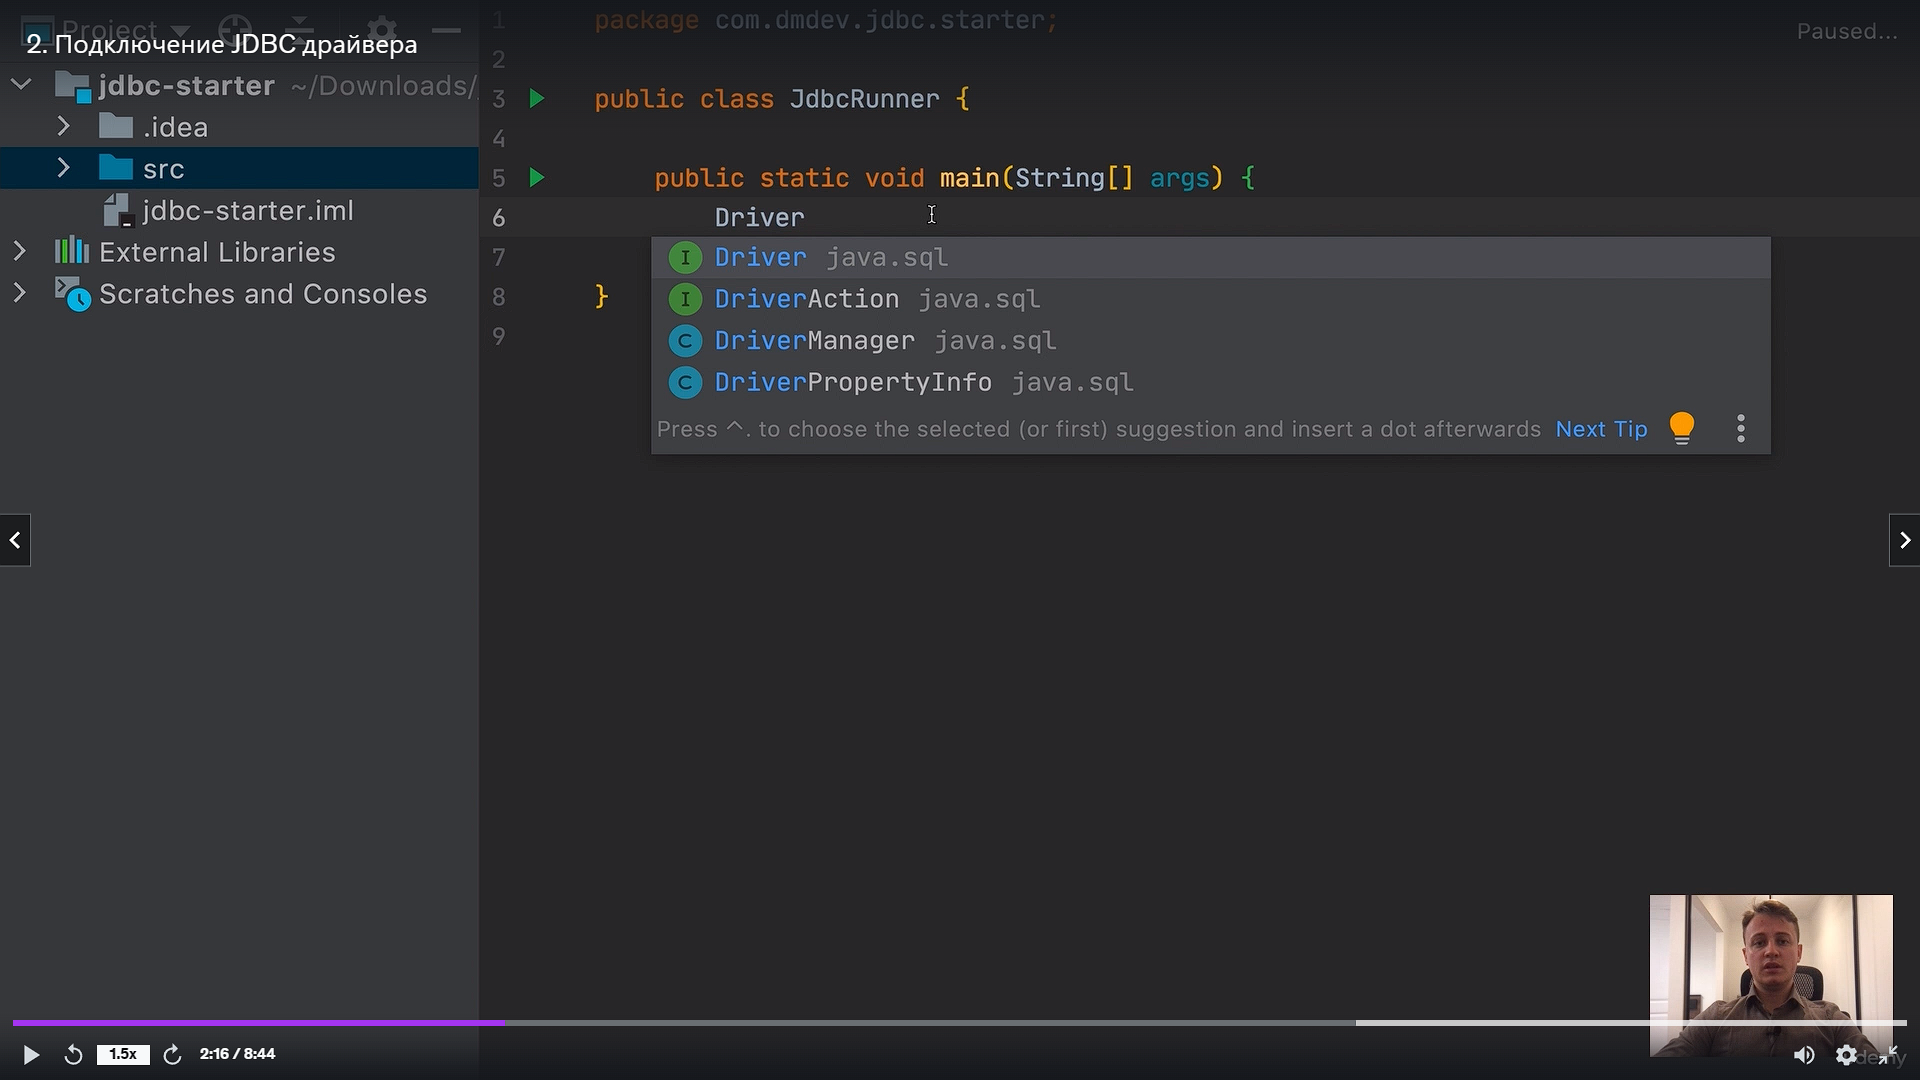 Project
2. Подключение JDBC драйвера
Paused...
jdbc-starter ~/Downloads/
.idea
src
jdbc-starter.iml
External Libraries
Scratches and Consoles
1 package com.dmdev.jdbc.starter;
2
3 public class JdbcRunner {
4
5 public static void main(String[] args) {
6 Driver
7
8 }
9
I Driver java.sql
I DriverAction java.sql
C DriverManager java.sql
C DriverPropertyInfo java.sql
Press ^. to choose the selected (or first) suggestion and insert a dot afterwards Next Tip
1.5x 2:16 / 8:44